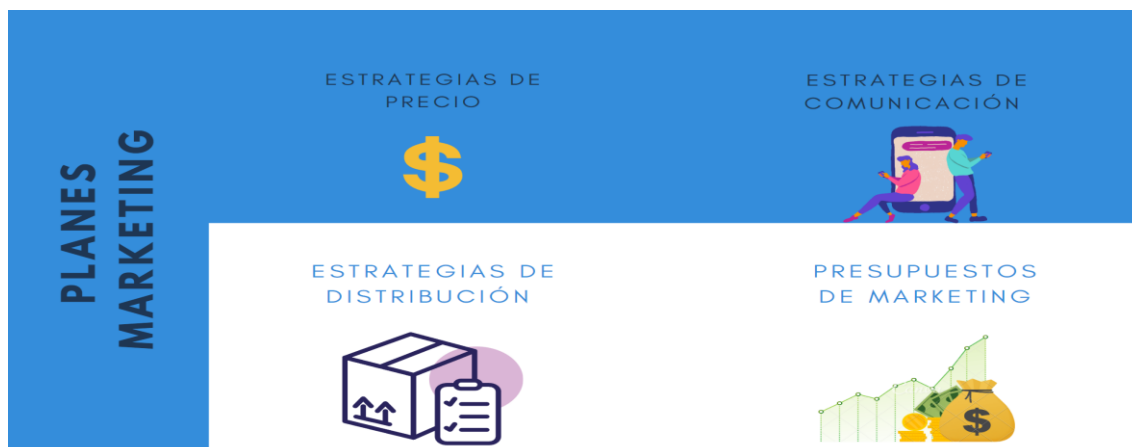 PLANES
MARKETING
ESTRATEGIAS DE
PRECIO
$
ESTRATEGIAS DE
COMUNICACIÓN
ESTRATEGIAS DE
DISTRIBUCIÓN
PRESUPUESTOS
DE MARKETING
$